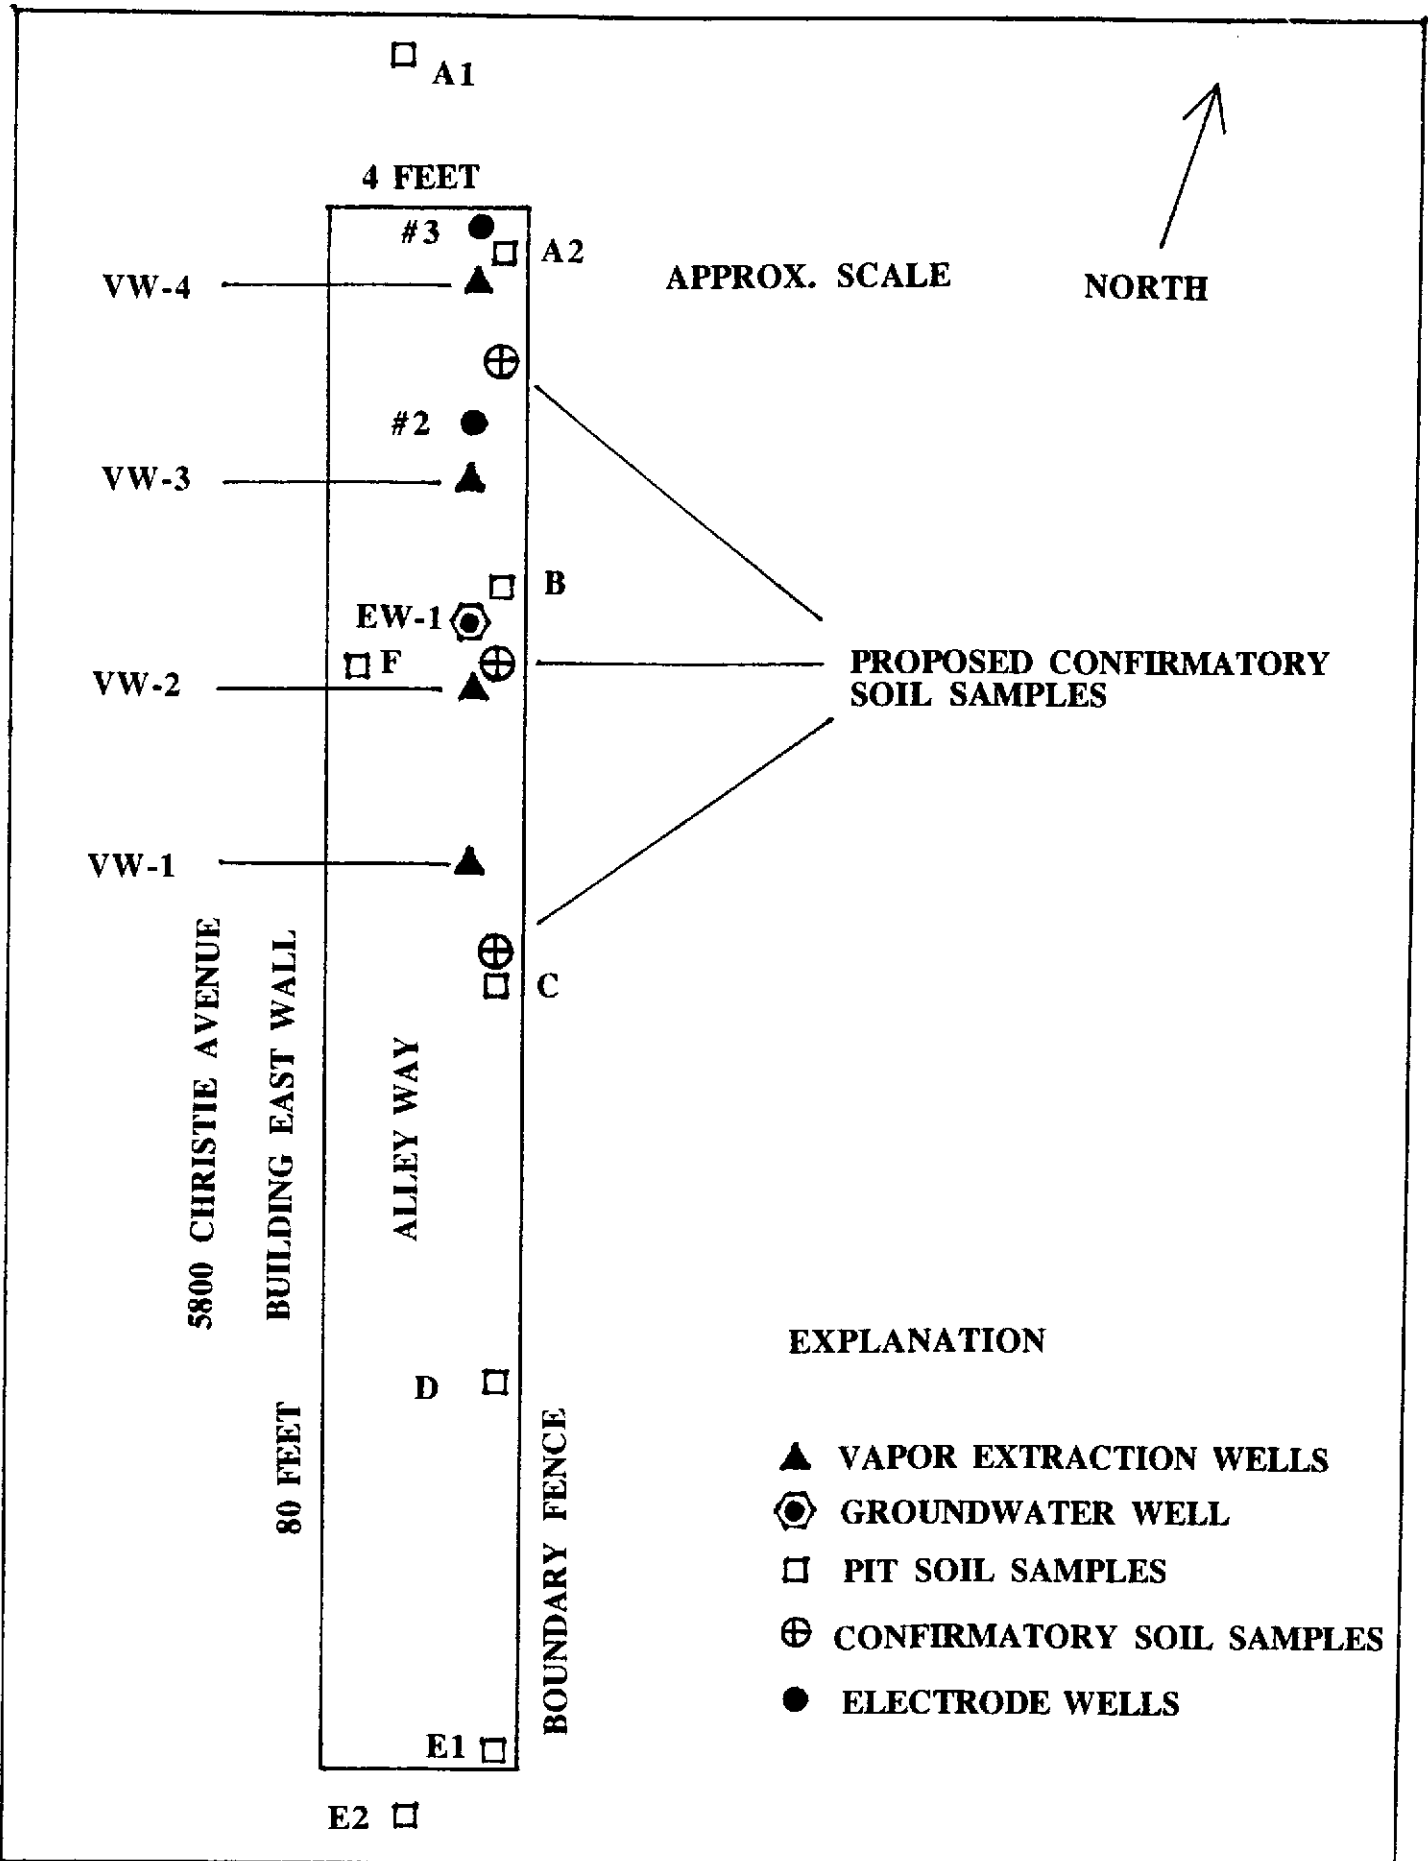 A1
4 FEET
#3
A2
VW-4
APPROX. SCALE
NORTH
#2
VW-3
B
EW-1
F
PROPOSED CONFIRMATORY
SOIL SAMPLES
VW-2
VW-1
C
5800 CHRISTIE AVENUE
BUILDING EAST WALL
ALLEY WAY
80 FEET
D
BOUNDARY FENCE
E1
E2
EXPLANATION
VAPOR EXTRACTION WELLS
GROUNDWATER WELL
PIT SOIL SAMPLES
CONFIRMATORY SOIL SAMPLES
ELECTRODE WELLS